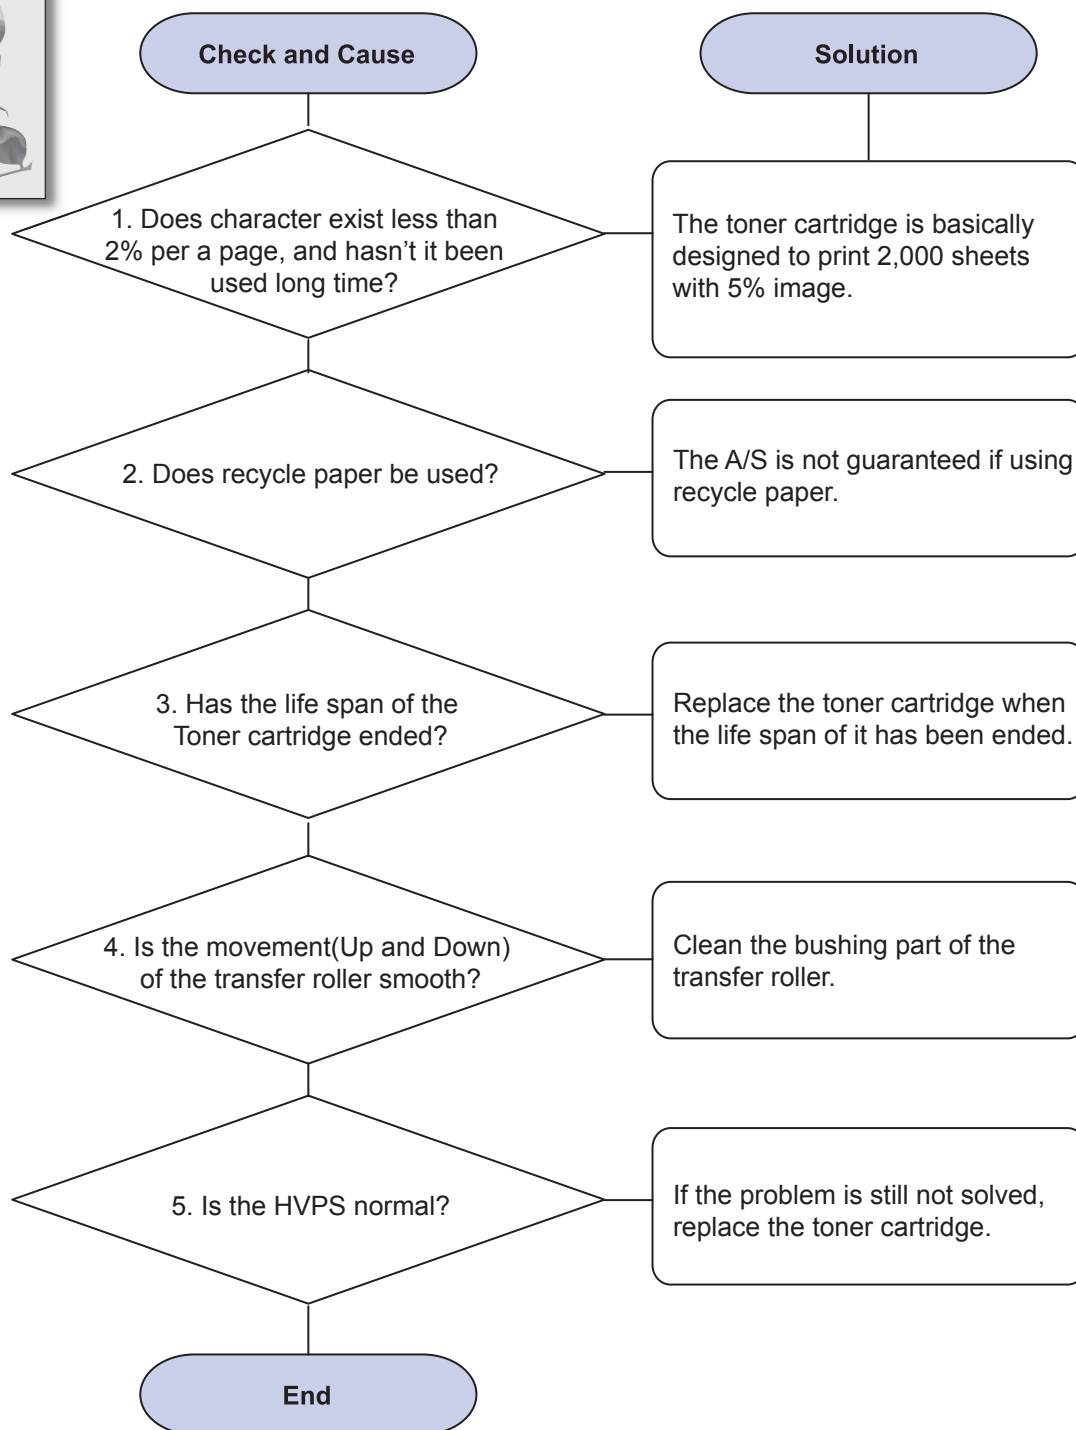 Check and Cause
Solution
1. Does character exist less than
2% per a page, and hasn’t it been
used long time?
The toner cartridge is basically
designed to print 2,000 sheets
with 5% image.
2. Does recycle paper be used?
The A/S is not guaranteed if using
recycle paper.
3. Has the life span of the
Toner cartridge ended?
Replace the toner cartridge when
the life span of it has been ended.
4. Is the movement(Up and Down)
of the transfer roller smooth?
Clean the bushing part of the
transfer roller.
5. Is the HVPS normal?
If the problem is still not solved,
replace the toner cartridge.
End